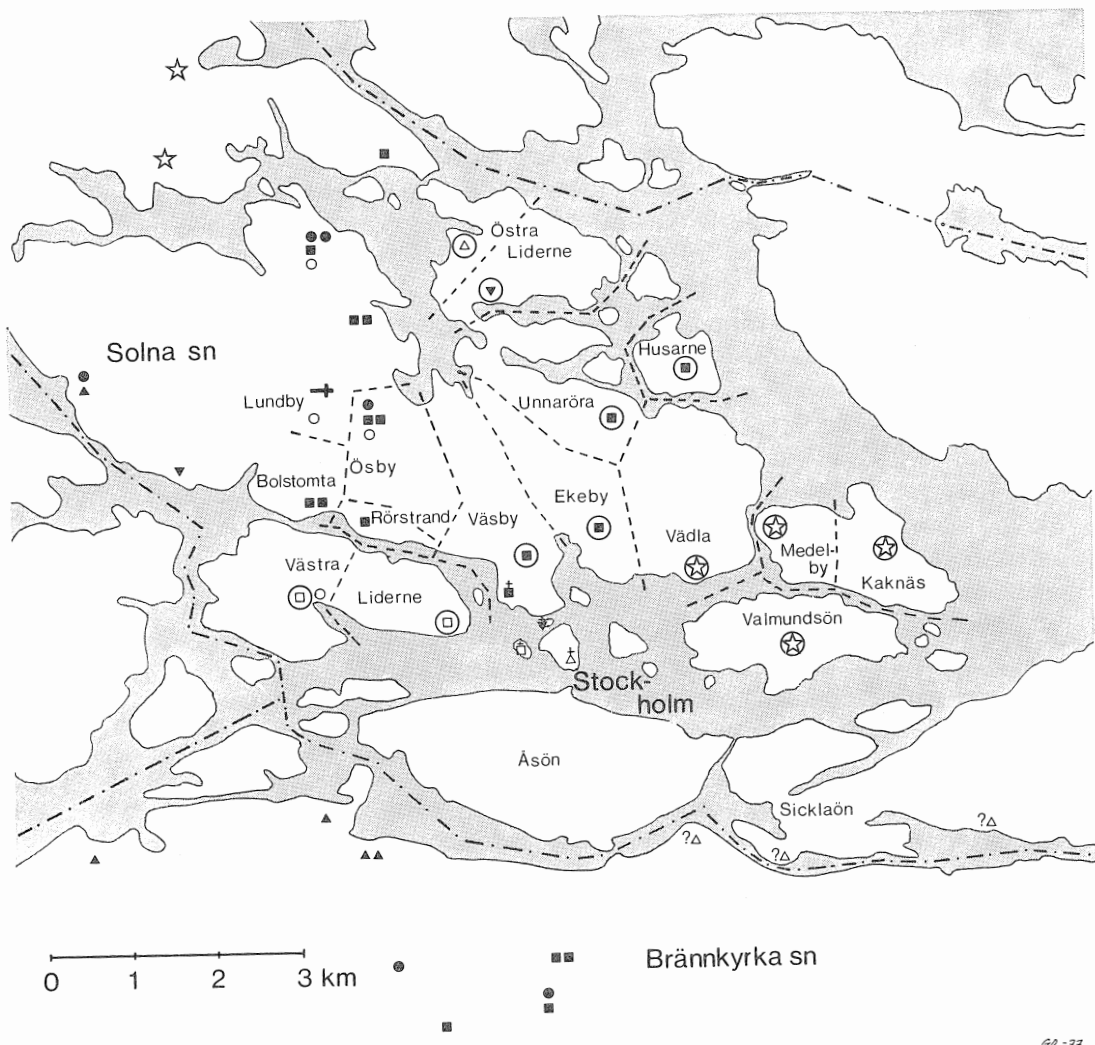 Östra
Liderne
Solna sn
Husarne
Lundby
Unnaröra
Ösby
Bolstomta
Rörstrand
Väsby
Ekeby
Vädla
Medel-
by
Kaknäs
Västra
Liderne
Valmundsön
Stock-
holm
Åsön
Sicklaön
?
?
?
Brännkyrka sn
0 1 2 3 km